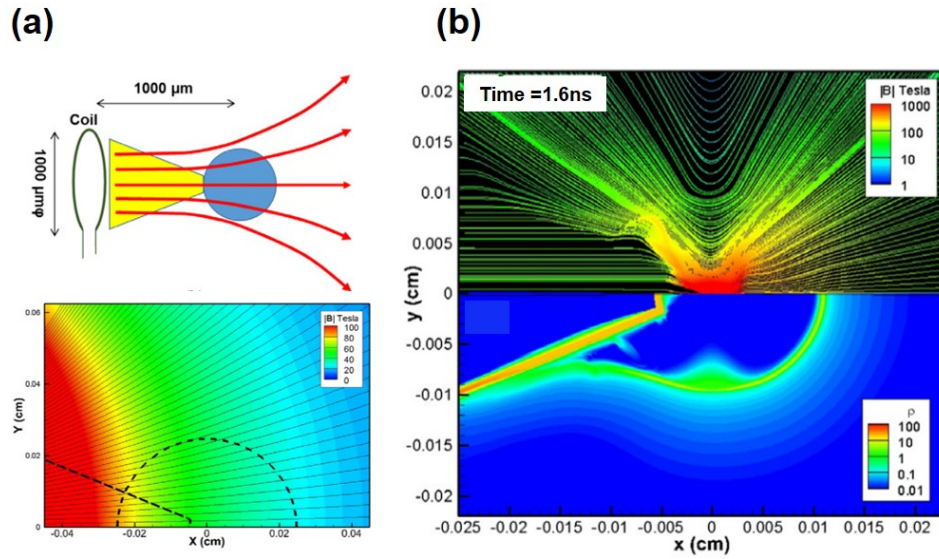 (a)
1000 μm
Coil
1000 μmφ
0.06
0.04
0.02
0
Y (cm)
|B| Tesla
100
80
60
40
20
0
-0.04 -0.02 0 0.02 0.04
X (cm)
(b)
Time =1.6ns
|B| Tesla
1000
100
10
1
0.02
0.015
0.01
0.005
0
-0.005
-0.01
-0.015
-0.02
y (cm)
ρ
100
10
1
0.1
0.01
-0.025 -0.02 -0.015 -0.01 -0.005 0 0.005 0.01 0.015 0.02
x (cm)